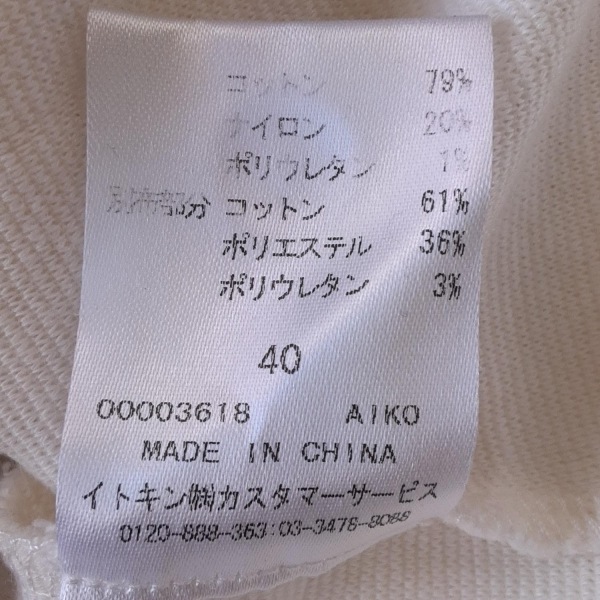 コットン 79%
ナイロン 20%
ポリウレタン 1%
別布部分 コットン 61%
ポリエステル 36%
ポリウレタン 3%
40
00003618 AIKO
MADE IN CHINA
イトキン㈱カスタマーサービス
0120-888-363:03-3478-8088